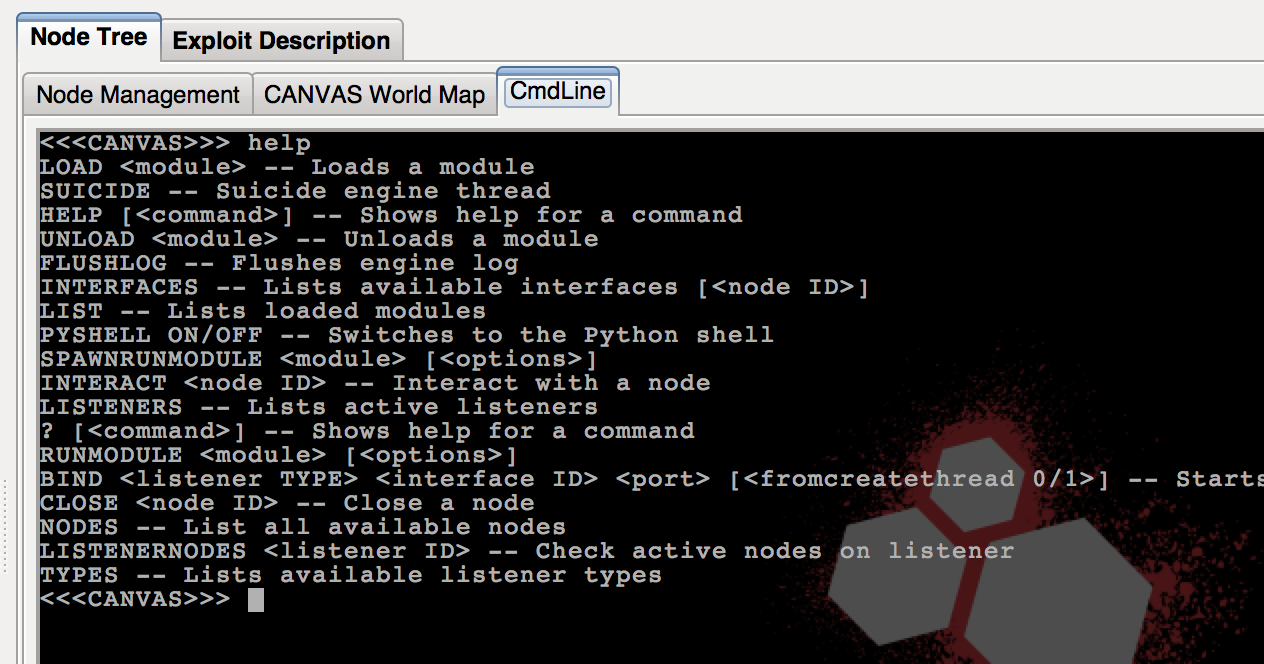 Node Tree
Exploit Description
Node Management
CANVAS World Map
CmdLine
<<<CANVAS>>> help
LOAD <module> -- Loads a module
SUICIDE -- Suicide engine thread
HELP [<command>] -- Shows help for a command
UNLOAD <module> -- Unloads a module
FLUSHLOG -- Flushes engine log
INTERFACES -- Lists available interfaces [<node ID>]
LIST -- Lists loaded modules
PYSHELL ON/OFF -- Switches to the Python shell
SPAWNRUNMODULE <module> [<options>]
INTERACT <node ID> -- Interact with a node
LISTENERS -- Lists active listeners
? [<command>] -- Shows help for a command
RUNMODULE <module> [<options>]
BIND <listener TYPE> <interface ID> <port> [<fromcreatethread 0/1>] -- Starts
CLOSE <node ID> -- Close a node
NODES -- List all available nodes
LISTENERNODES <listener ID> -- Check active nodes on listener
TYPES -- Lists available listener types
<<<CANVAS>>>